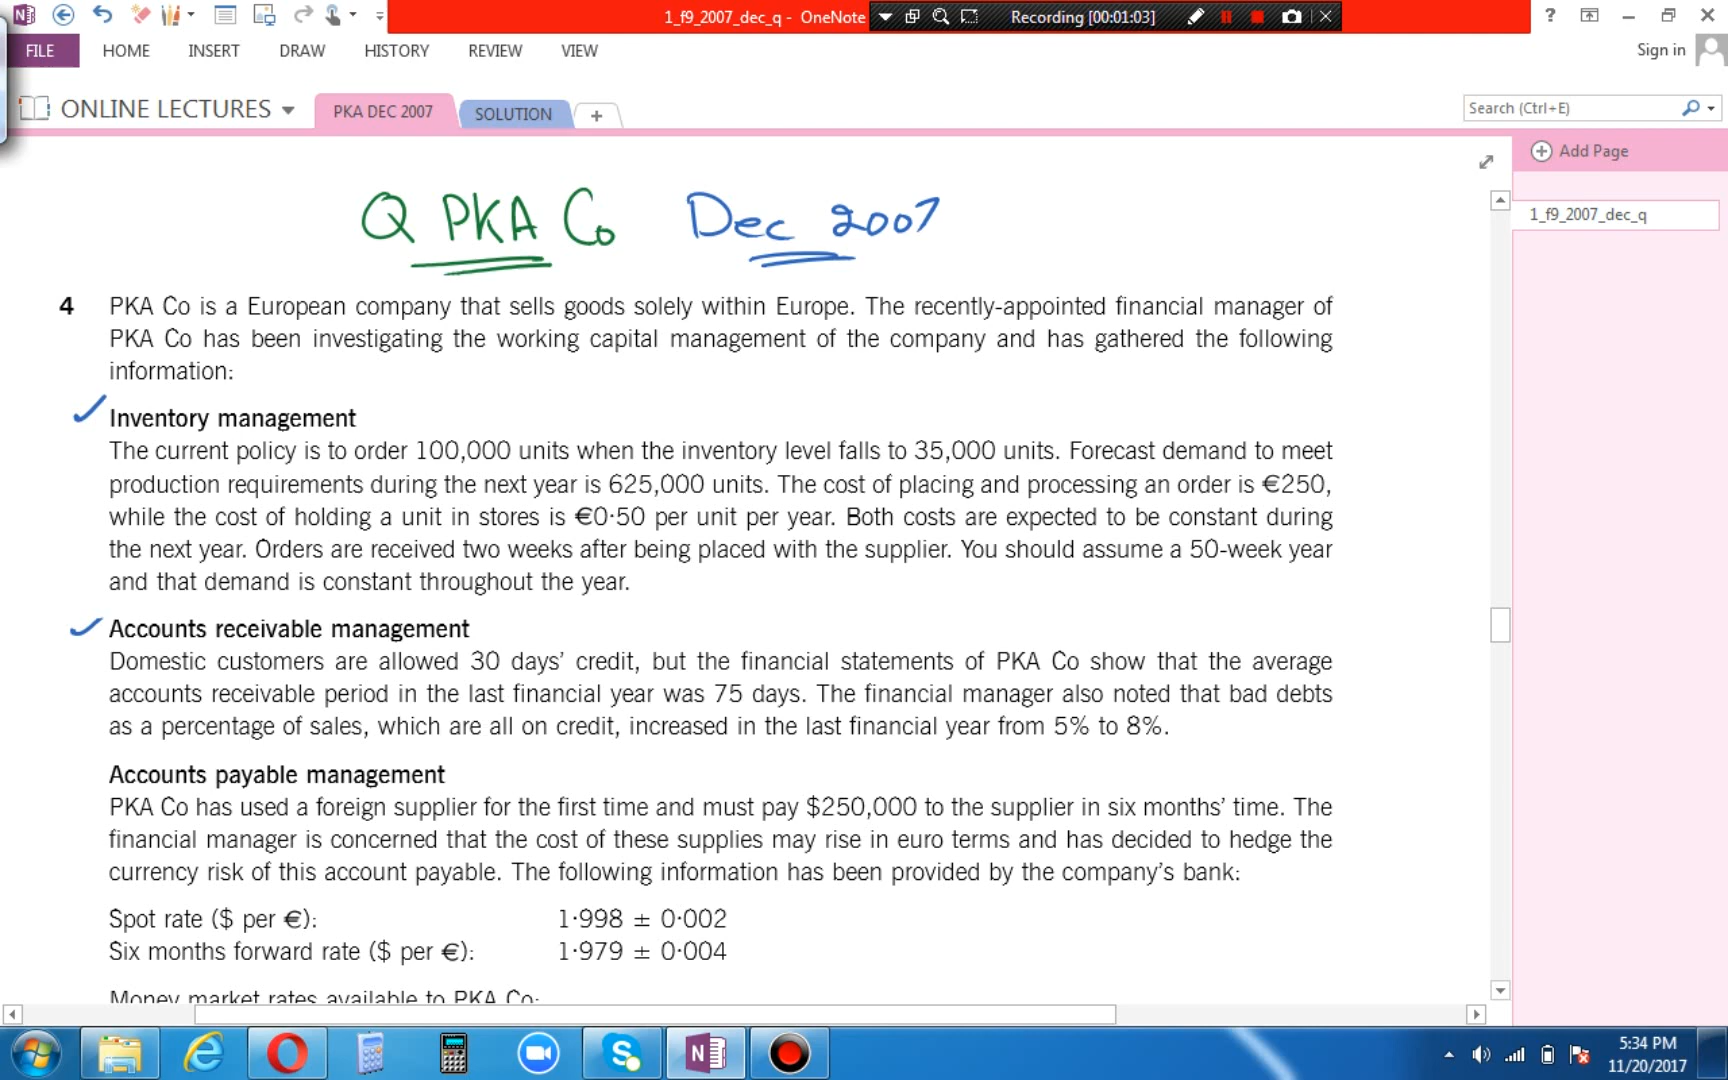 1_f9_2007_dec_q - OneNote
Recording [00:01:03]
?
FILE HOME INSERT DRAW HISTORY REVIEW VIEW
Sign in
ONLINE LECTURES
PKA DEC 2007
SOLUTION
Search (Ctrl+E)
Add Page
1_f9_2007_dec_q
Q PKA Co Dec 2007
4 PKA Co is a European company that sells goods solely within Europe. The recently-appointed financial manager of
PKA Co has been investigating the working capital management of the company and has gathered the following
information:
Inventory management
The current policy is to order 100,000 units when the inventory level falls to 35,000 units. Forecast demand to meet
production requirements during the next year is 625,000 units. The cost of placing and processing an order is €250,
while the cost of holding a unit in stores is €0·50 per unit per year. Both costs are expected to be constant during
the next year. Orders are received two weeks after being placed with the supplier. You should assume a 50-week year
and that demand is constant throughout the year.
Accounts receivable management
Domestic customers are allowed 30 days’ credit, but the financial statements of PKA Co show that the average
accounts receivable period in the last financial year was 75 days. The financial manager also noted that bad debts
as a percentage of sales, which are all on credit, increased in the last financial year from 5% to 8%.
Accounts payable management
PKA Co has used a foreign supplier for the first time and must pay $250,000 to the supplier in six months’ time. The
financial manager is concerned that the cost of these supplies may rise in euro terms and has decided to hedge the
currency risk of this account payable. The following information has been provided by the company’s bank:
Spot rate ($ per €): 1·998 ± 0·002
Six months forward rate ($ per €): 1·979 ± 0·004
Money market rates available to PKA Co:
5:34 PM
11/20/2017